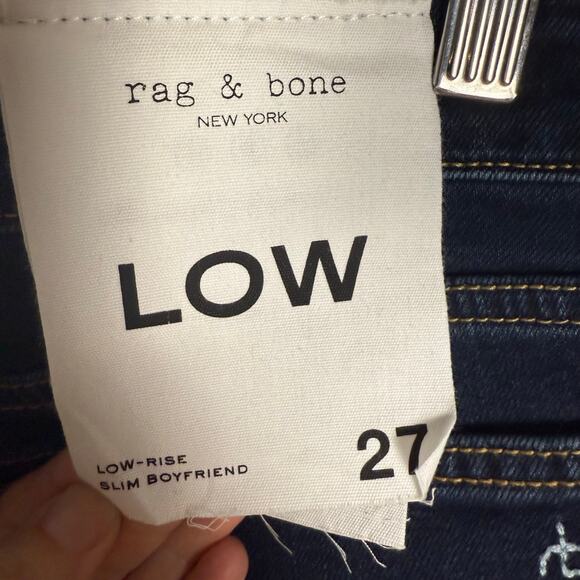 rag & bone
NEW YORK
LOW
LOW-RISE
SLIM BOYFRIEND
27